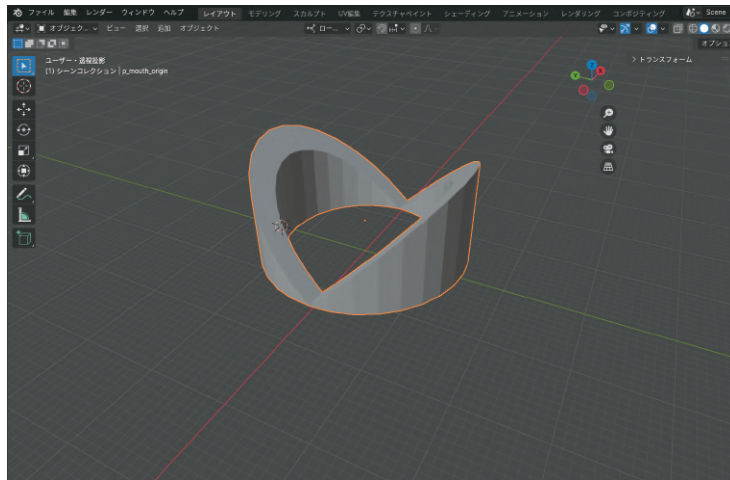 ファイル 編集 レンダー ウィンドウ ヘルプ レイアウト モデリング スカルプト UV編集 テクスチャペイント シェーディング アニメーション レンダリング コンポジティング Scene
オブジェク... ビュー 選択 追加 オブジェクト ロー...
オプショ
ユーザー・透視投影
(1) シーンコレクション | p_mouth_origin
トランスフォーム
Z
X
Y